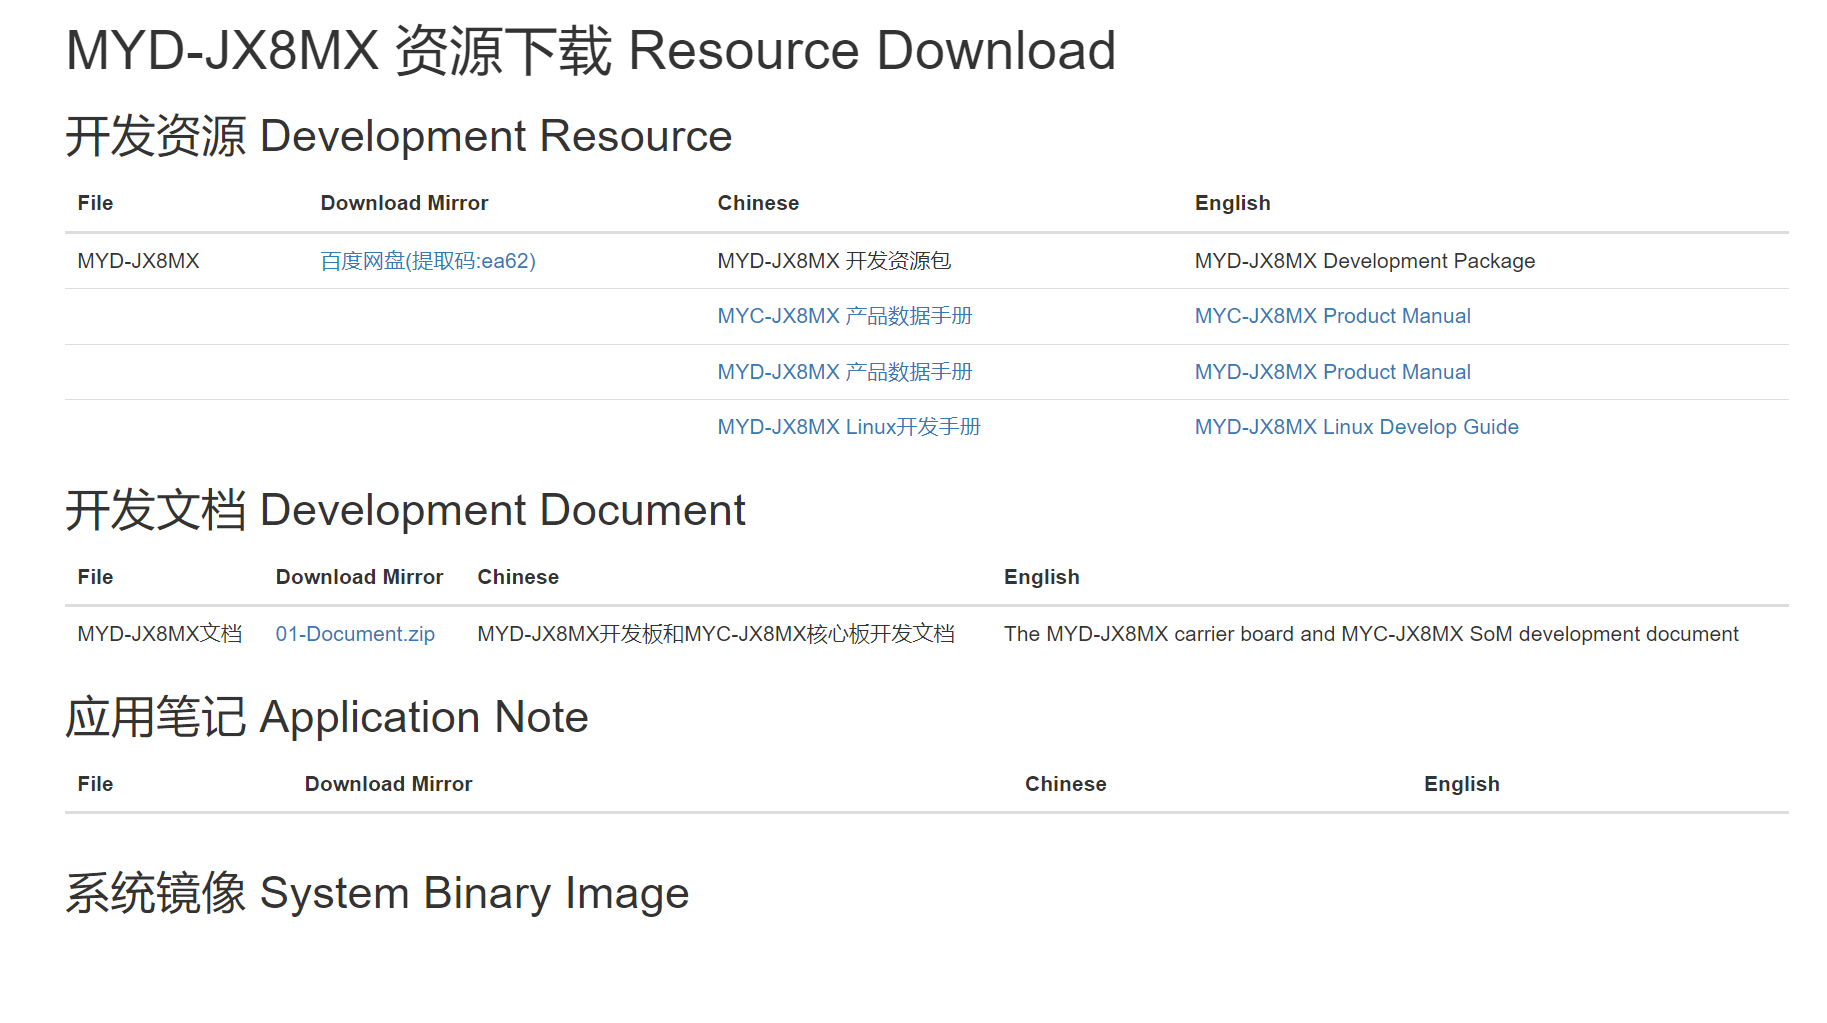 MYD-JX8MX 资源下载 Resource Download
开发资源 Development Resource
File Download Mirror Chinese English
MYD-JX8MX 百度网盘(提取码:ea62) MYD-JX8MX 开发资源包 MYD-JX8MX Development Package
MYC-JX8MX 产品数据手册 MYC-JX8MX Product Manual
MYD-JX8MX 产品数据手册 MYD-JX8MX Product Manual
MYD-JX8MX Linux开发手册 MYD-JX8MX Linux Develop Guide
开发文档 Development Document
File Download Mirror Chinese English
MYD-JX8MX文档 01-Document.zip MYD-JX8MX开发板和MYC-JX8MX核心板开发文档 The MYD-JX8MX carrier board and MYC-JX8MX SoM development document
应用笔记 Application Note
File Download Mirror Chinese English
系统镜像 System Binary Image